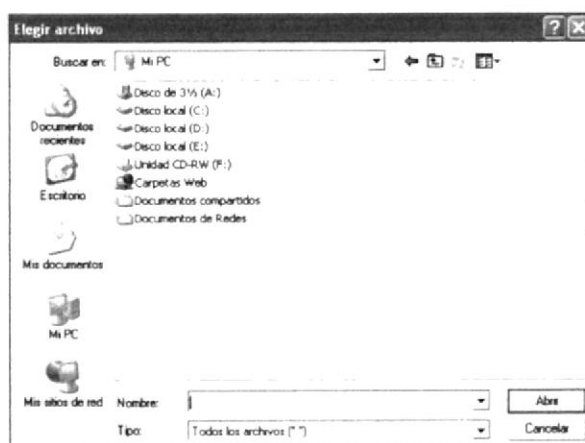 Elegir archivo
Buscar en: Mi PC
Disco de 3½ (A:)
Disco local (C:)
Disco local (D:)
Disco local (E:)
Unidad CD-RW (F:)
Carpetas Web
Documentos compartidos
Documentos de Redes
Documentos
recientes
Escritorio
Mis documentos
Mi PC
Mis sitios de red
Nombre:
Abrir
Tipo: Todos los archivos (*.*)
Cancelar